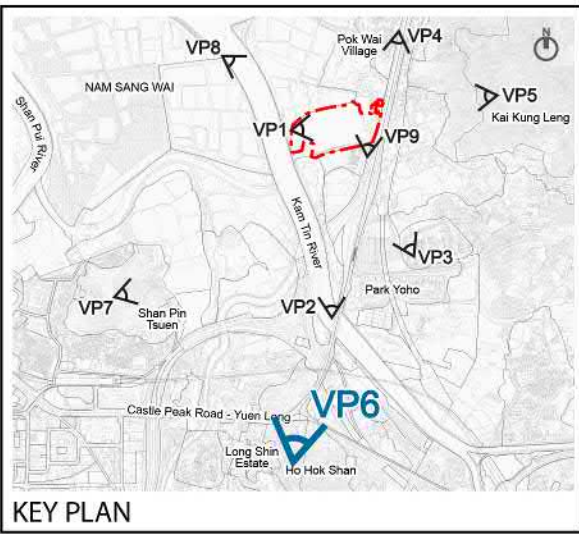 VP8
Pok Wai
Village
VP4
N
NAM SANG WAI
VP5
Kai Kung Leng
Shan Pui River
VP1
VP9
Kam Tin River
VP3
VP7
Shan Pin
Tsuen
VP2
Park Yoho
Castle Peak Road - Yuen Long
VP6
Long Shin
Estate
Ho Hok Shan
KEY PLAN